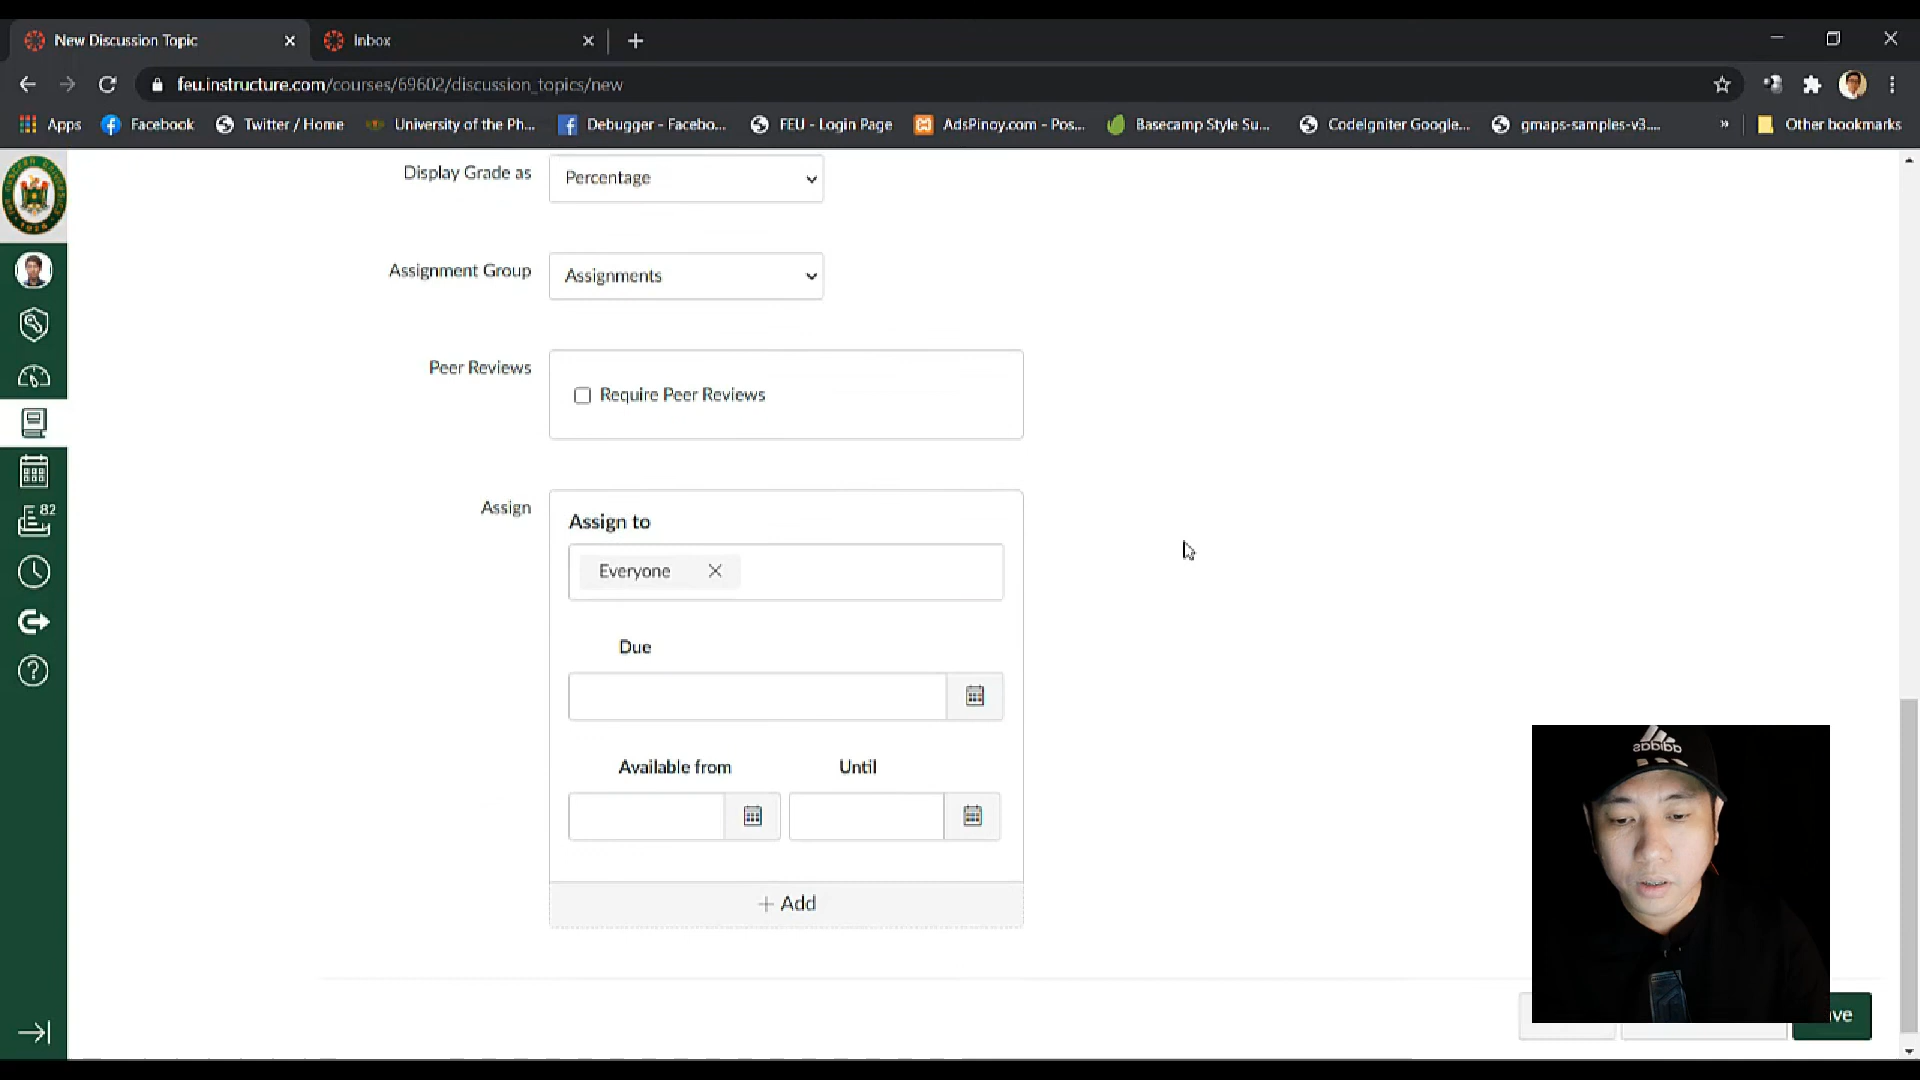 New Discussion Topic
Inbox
feu.instructure.com/courses/69602/discussion_topics/new
Apps Facebook Twitter / Home University of the Ph... Debugger - Facebo... FEU - Login Page AdsPinoy.com - Pos... Basecamp Style Su... CodeIgniter Google... gmaps-samples-v3.... » Other bookmarks
Display Grade as Percentage
Assignment Group Assignments
Peer Reviews
Require Peer Reviews
82
Assign
Assign to
Everyone
Due
Available from Until
+ Add
adidas